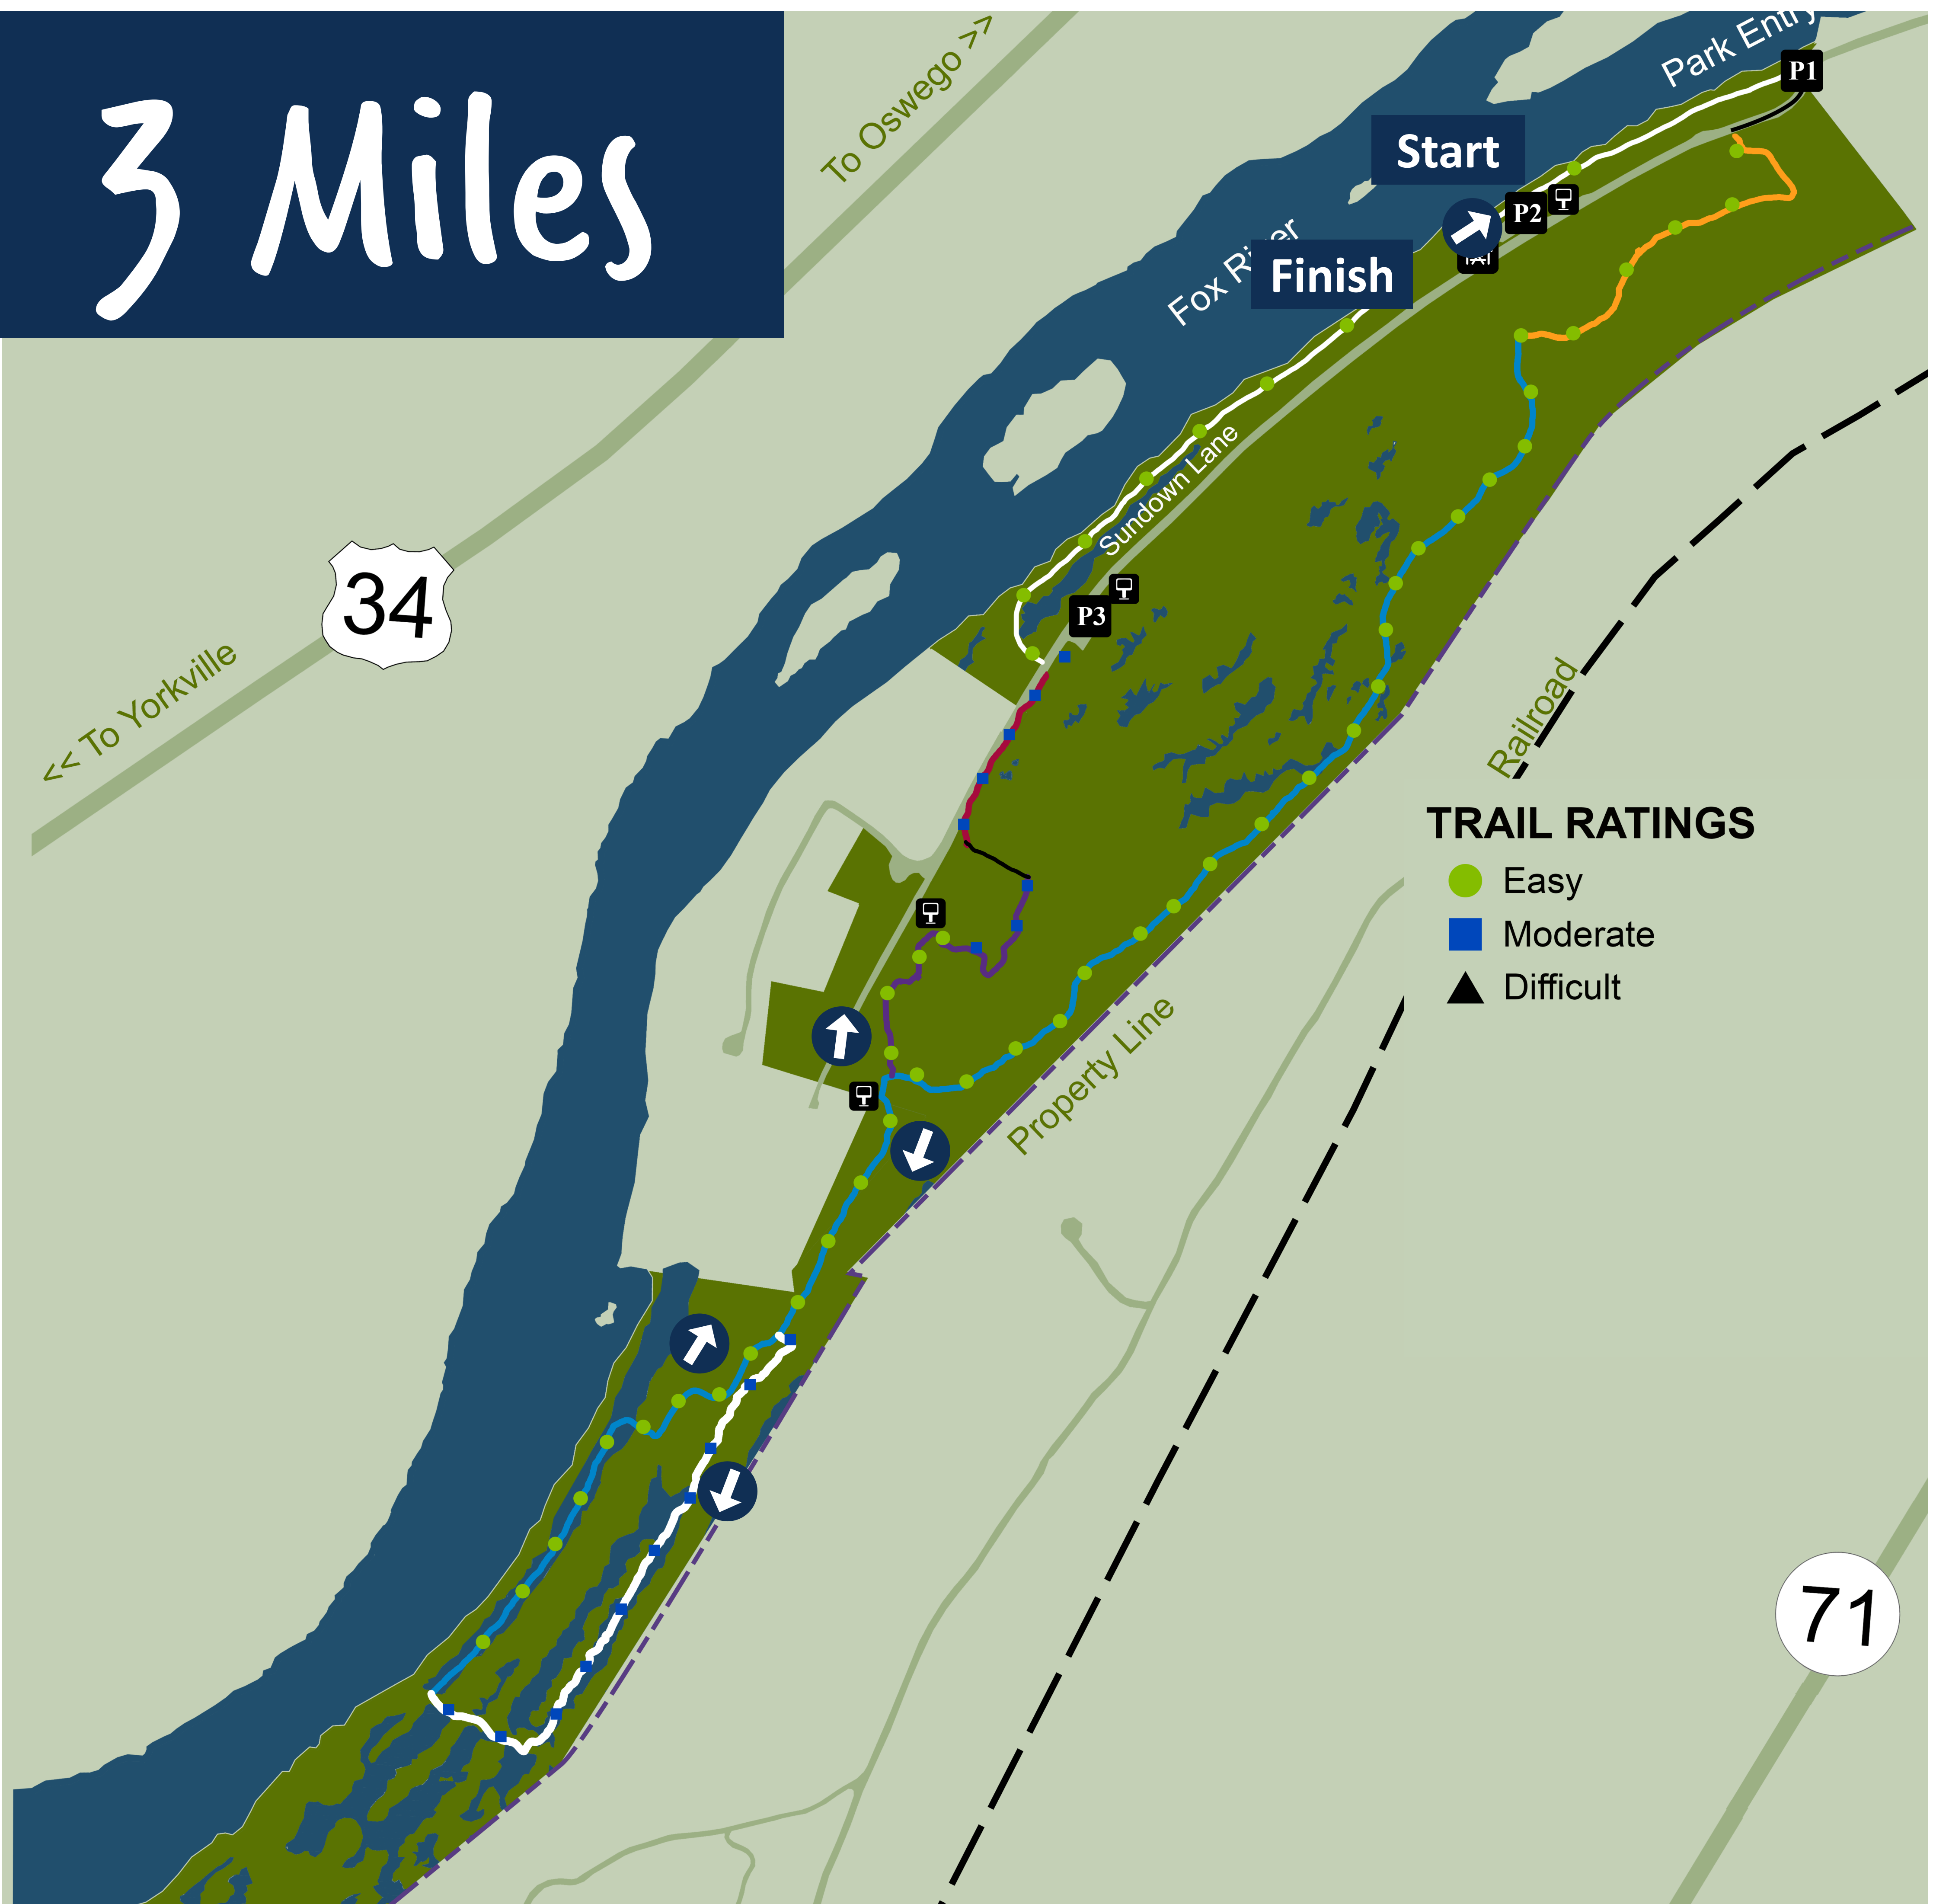 3 Miles
To Oswego >>
Park Entry
P1
Start
P2
Fox River
Finish
Sundown Lane
34
P3
<< To Yorkville
Railroad
TRAIL RATINGS
Easy
Moderate
Difficult
Property Line
71